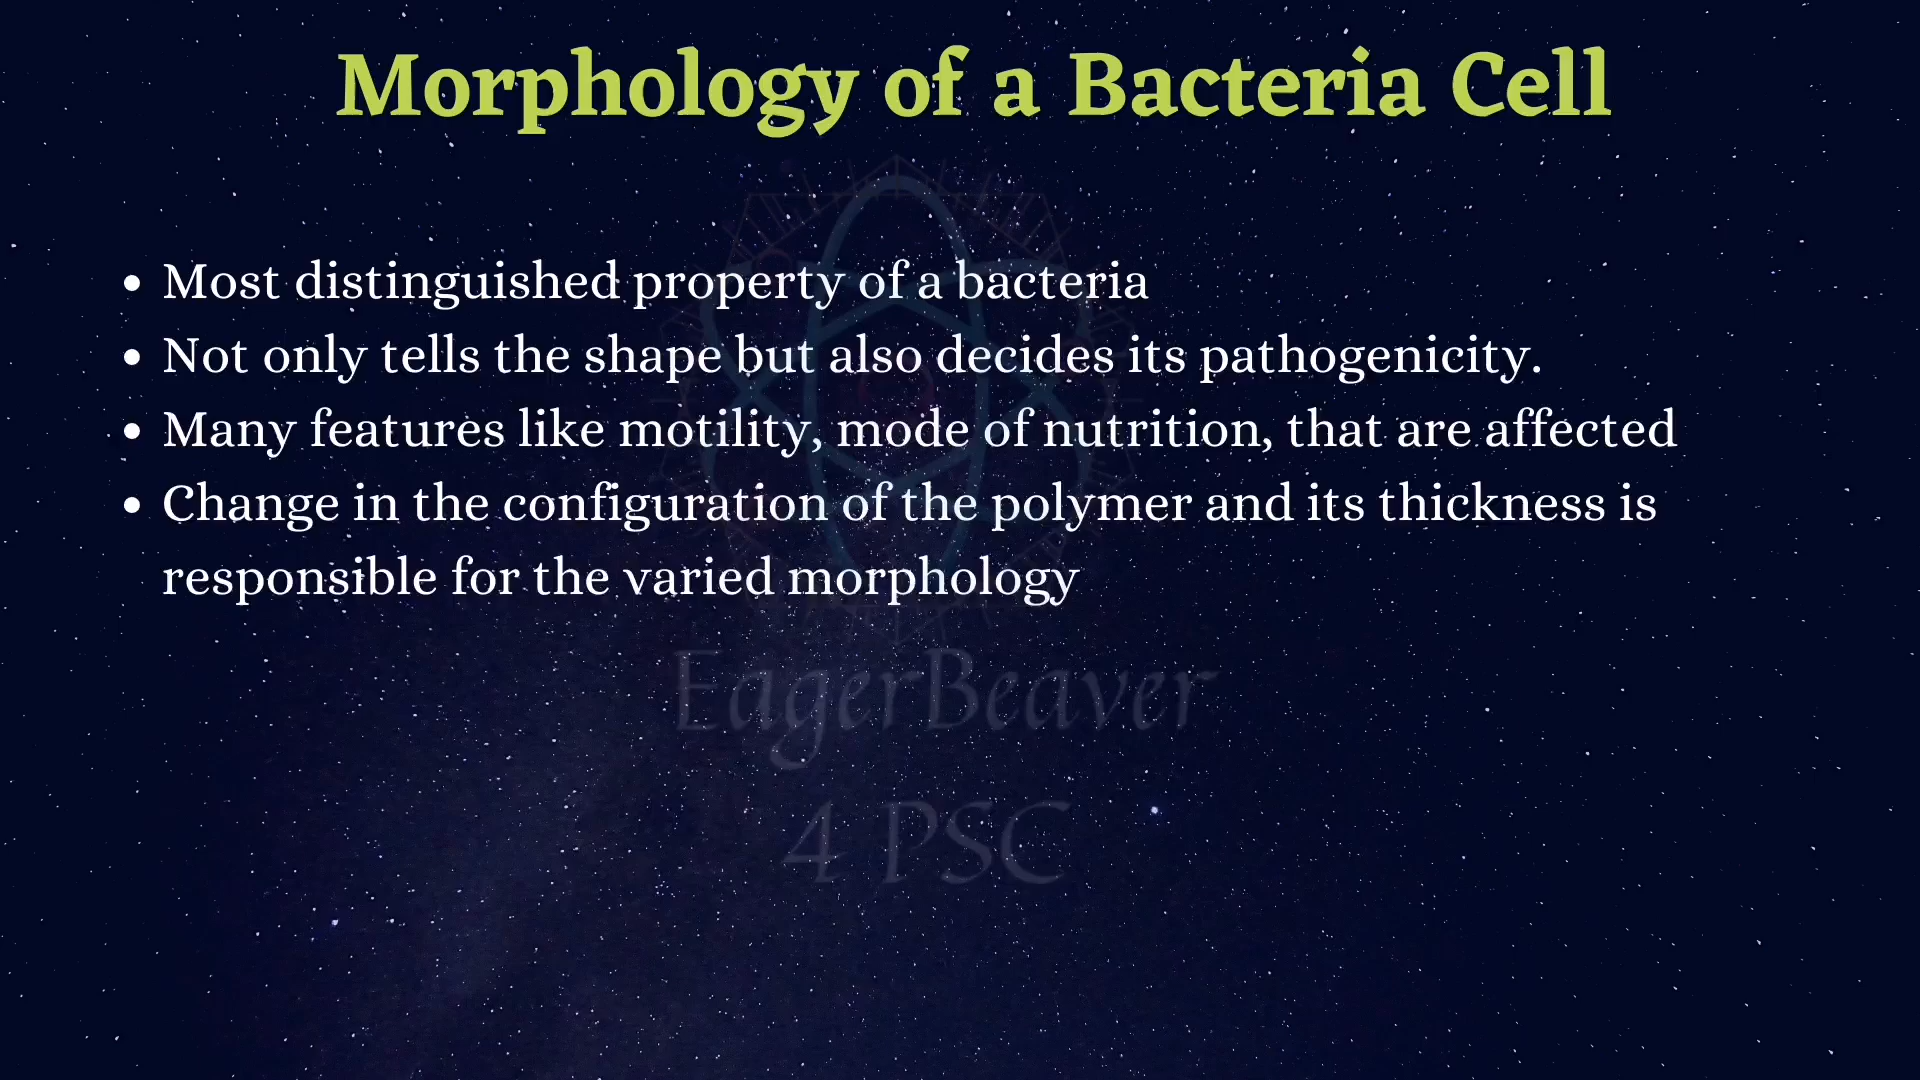 Morphology of a Bacteria Cell
• Most distinguished property of a bacteria
• Not only tells the shape but also decides its pathogenicity.
• Many features like motility, mode of nutrition, that are affected
• Change in the configuration of the polymer and its thickness is
responsible for the varied morphology
EagerBeaver
4 PSC